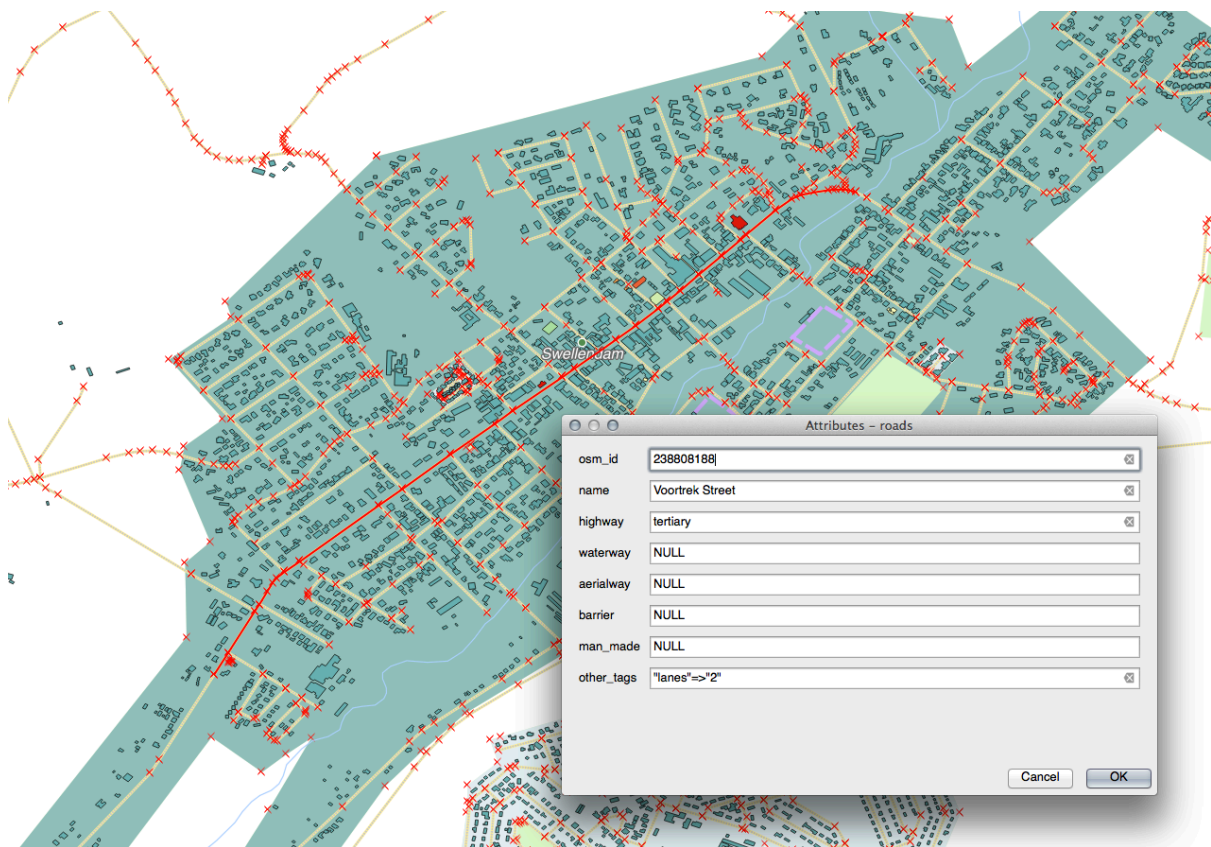 Swellendam
Attributes – roads
osm_id 238808188
name Voortrek Street
highway tertiary
waterway NULL
aerialway NULL
barrier NULL
man_made NULL
other_tags "lanes"=>"2"
Cancel OK